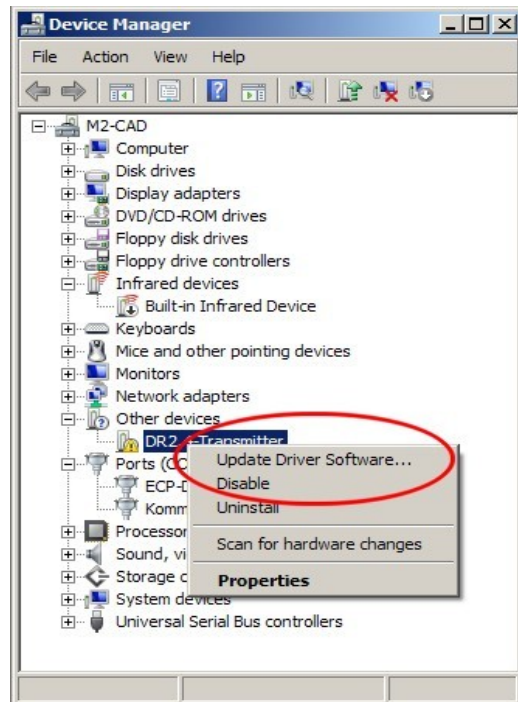 Device Manager
File Action View Help
M2-CAD
Computer
Disk drives
Display adapters
DVD/CD-ROM drives
Floppy disk drives
Floppy drive controllers
Infrared devices
Built-in Infrared Device
Keyboards
Mice and other pointing devices
Monitors
Network adapters
Other devices
DR2 Transmitter
Ports (CO
ECP-
Komm
Processor
Sound, vi
Storage c
System devices
Universal Serial Bus controllers
Update Driver Software...
Disable
Uninstall
Scan for hardware changes
Properties